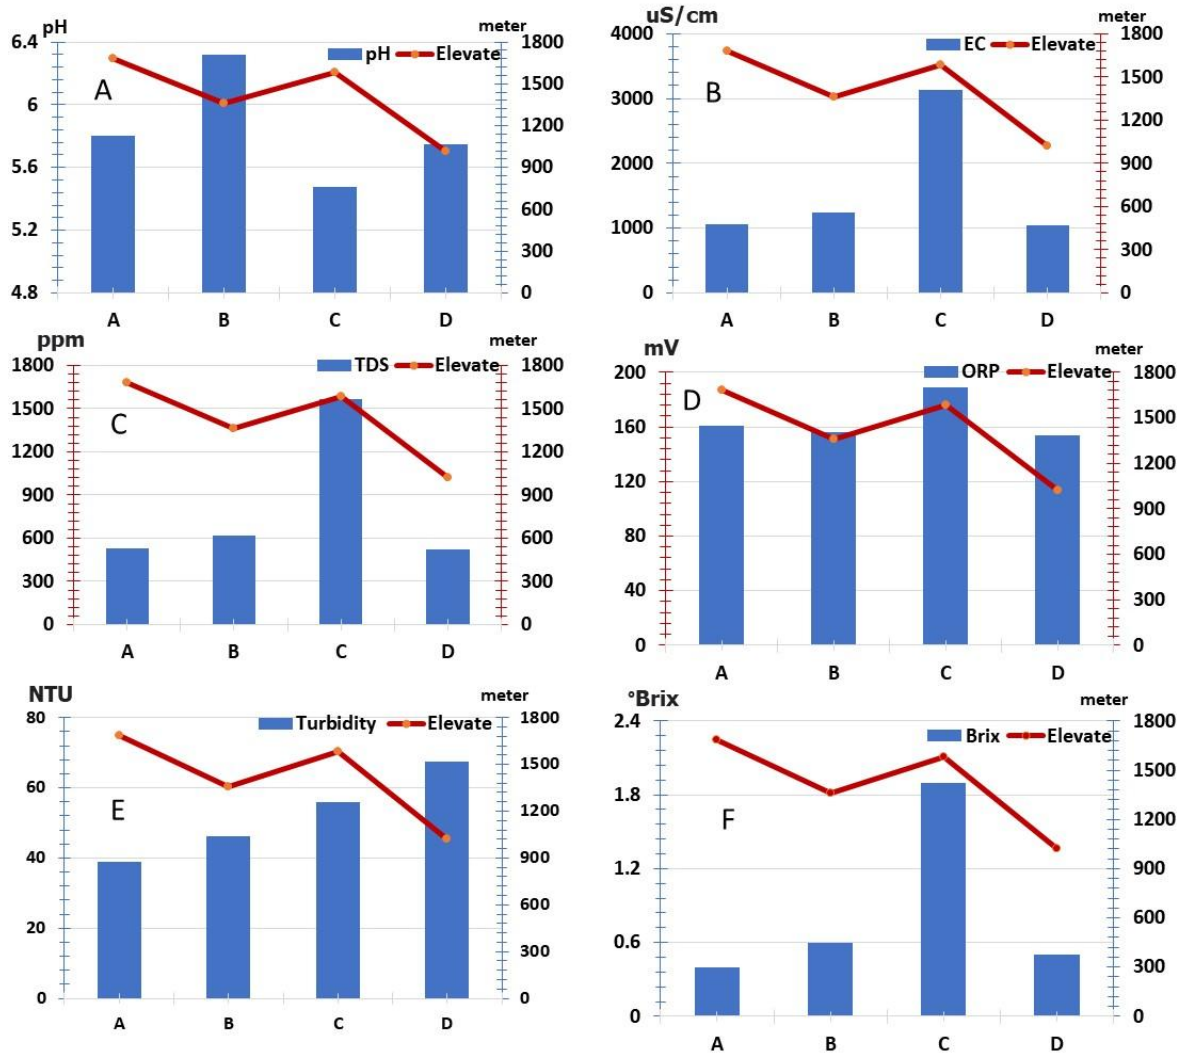 pH meter
6.4 1800
pH Elevate
1500
A
6 1200
5.6 900
600
5.2
300
4.8 0
A B C D
uS/cm meter
4000 1800
EC Elevate
1500
B
3000
1200
2000 900
600
1000
300
0 0
A B C D
ppm meter
1800 TDS Elevate 1800
1500 1500
C
1200 1200
900 900
600 600
300 300
0 0
A B C D
mV meter
200 ORP Elevate 1800
D
160 1500
1200
120
900
80
600
40 300
0 0
A B C D
NTU meter
80 1800
Turbidity Elevate
1500
60
E 1200
40 900
600
20
300
0 0
A B C D
°Brix meter
2.4 1800
Brix Elevate
1500
1.8
F 1200
1.2 900
600
0.6
300
0 0
A B C D